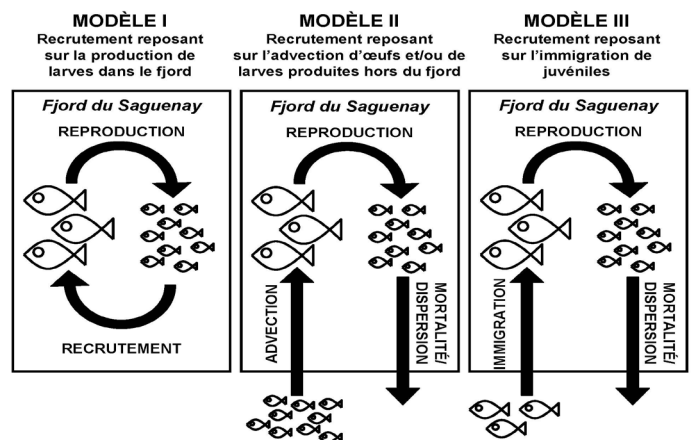 MODÈLE I
Recrutement reposant
sur la production de
larves dans le fjord
Fjord du Saguenay
REPRODUCTION
RECRUTEMENT
MODÈLE II
Recrutement reposant
sur l'advection d'œufs et/ou de
larves produites hors du fjord
Fjord du Saguenay
REPRODUCTION
ADVECTION
MORTALITÉ/
DISPERSION
MODÈLE III
Recrutement reposant
sur l'immigration de
juvéniles
Fjord du Saguenay
REPRODUCTION
IMMIGRATION
MORTALITÉ/
DISPERSION